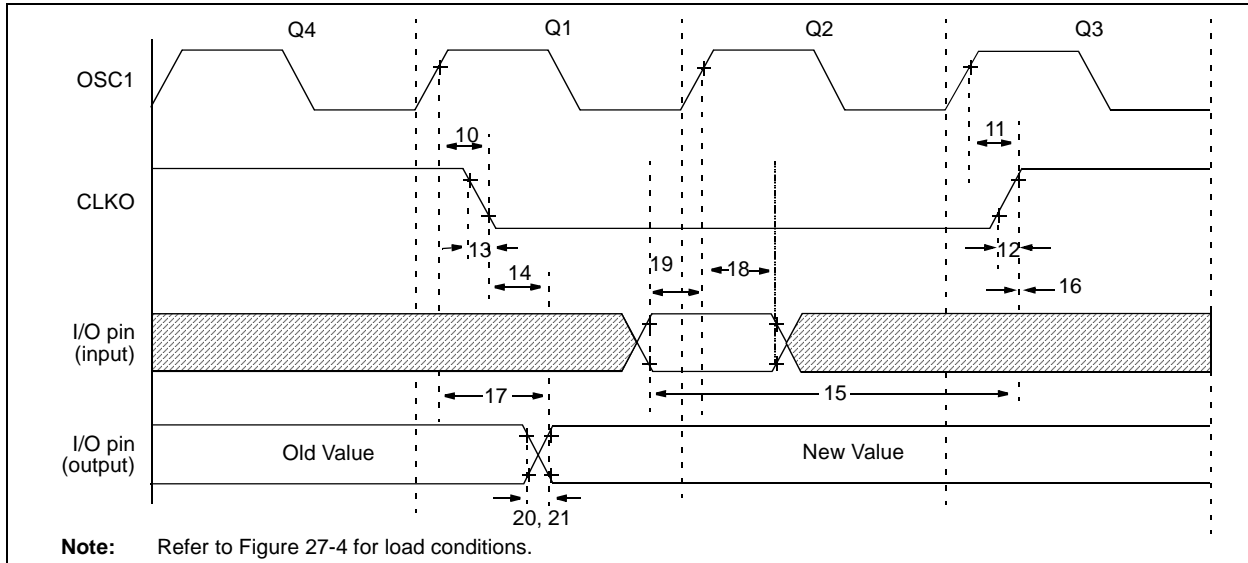 Q4 Q1 Q2 Q3
OSC1
10 11
CLKO
13 12
14 19 18 16
I/O pin
(input)
17 15
I/O pin
(output)
Old Value New Value
20, 21
Note: Refer to Figure 27-4 for load conditions.